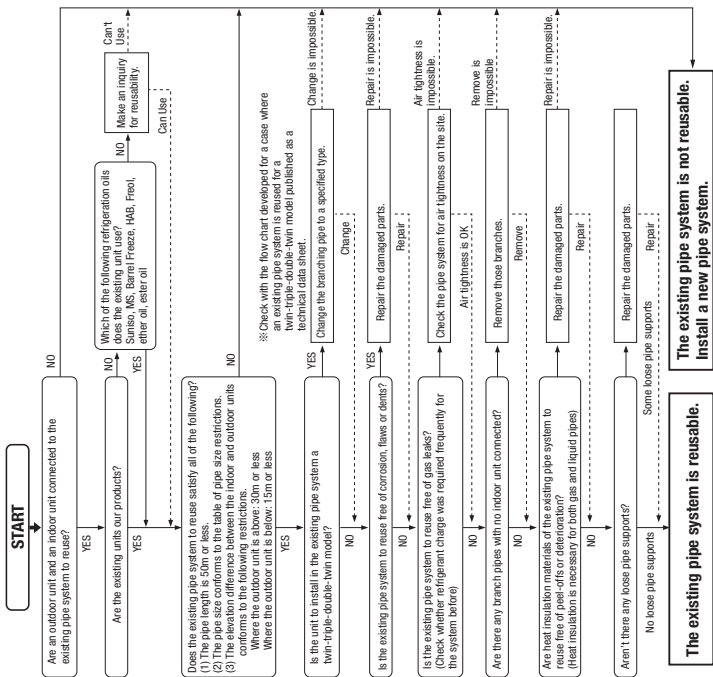 START
Are an outdoor unit and an indoor unit connected to the
existing pipe system to reuse?
NO
YES
Are the existing units our products?
NO
YES
Which of the following refrigeration oils
does the existing unit use?
Suniso, MS, Barrel Freeze, HAB, Freol,
ether oil, ester oil
NO
YES
Make an inquiry
for reusability.
Can't
Use
Can Use
Does the existing pipe system to reuse satisfy all of the following?
(1) The pipe length is 50m or less.
(2) The pipe size conforms to the table of pipe size restrictions.
(3) The elevation difference between the indoor and outdoor units
conforms to the following restrictions.
Where the outdoor unit is above: 30m or less
Where the outdoor unit is below: 15m or less
NO
YES
※Check with the flow chart developed for a case where
an existing pipe system is reused for a
twin-triple-double-twin model published as a
technical data sheet.
Is the unit to install in the existing pipe system a
twin-triple-double-twin model?
YES
Change the branching pipe to a specified type.
Change is impossible.
Change
NO
Is the existing pipe system to reuse free of corrosion, flaws or dents?
YES
Repair the damaged parts.
Repair is impossible.
Repair
NO
Is the existing pipe system to reuse free of gas leaks?
(Check whether refrigerant charge was required frequently for
the system before)
Check the pipe system for air tightness on the site.
Air tightness is
impossible.
Air tightness is OK
NO
Are there any branch pipes with no indoor unit connected?
Remove those branches.
Remove is
impossible
Remove
NO
Are heat insulation materials of the existing pipe system to
reuse free of peel-offs or deterioration?
(Heat insulation is necessary for both gas and liquid pipes)
Repair the damaged parts.
Repair is impossible.
Repair
NO
Aren't there any loose pipe supports?
Repair the damaged parts.
Repair
Some loose pipe supports
No loose pipe supports
The existing pipe system is reusable.
The existing pipe system is not reusable.
Install a new pipe system.